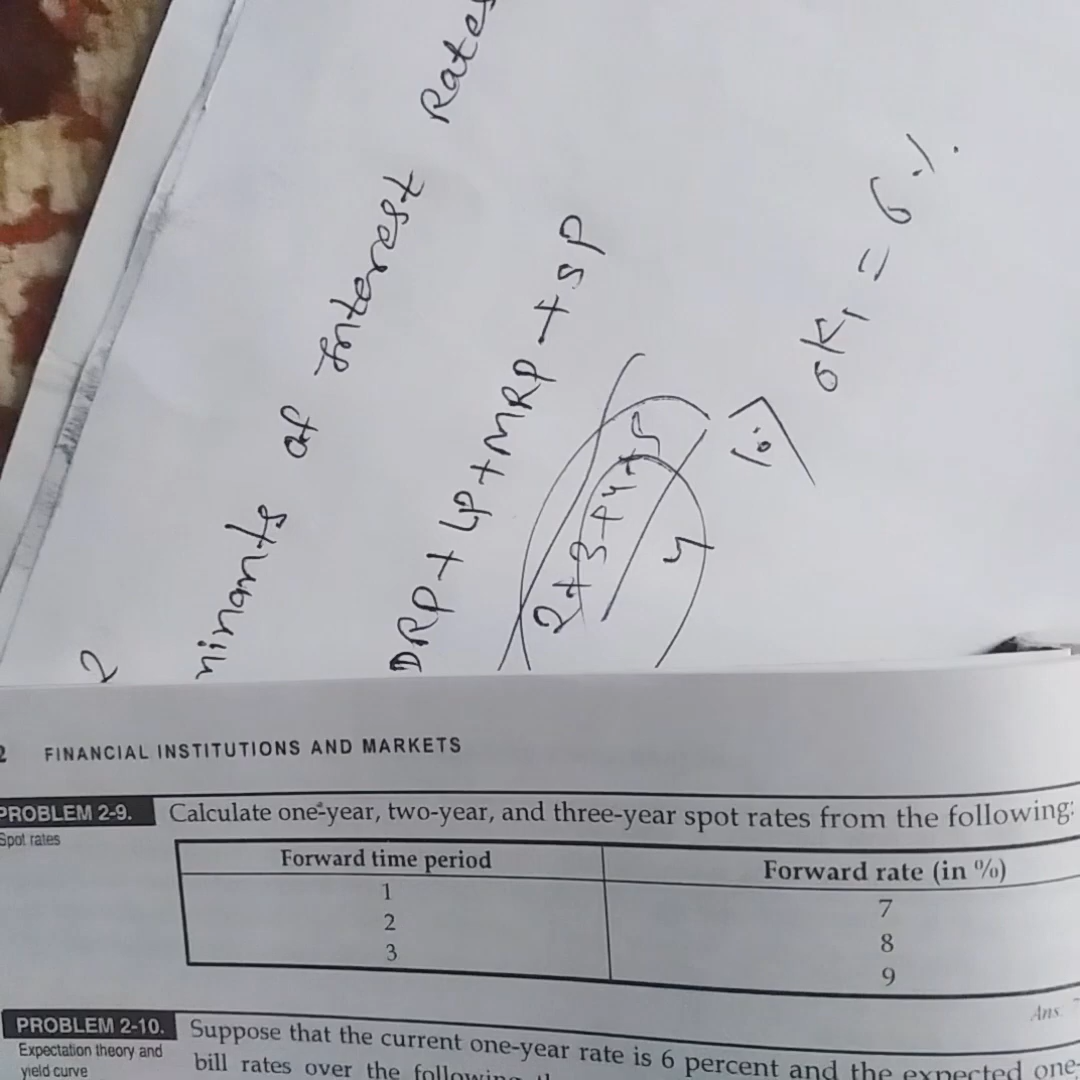 2
minants of Interest Rates
DRP + LP + MRP + SP
2+3+4+5
4
0K1 = 6%.
2 FINANCIAL INSTITUTIONS AND MARKETS
PROBLEM 2-9. Calculate one-year, two-year, and three-year spot rates from the following:
Spot rates
Forward time period Forward rate (in %)
1 7
2 8
3 9
Ans.
PROBLEM 2-10. Suppose that the current one-year rate is 6 percent and the expected one-
Expectation theory and yield curve
bill rates over the following